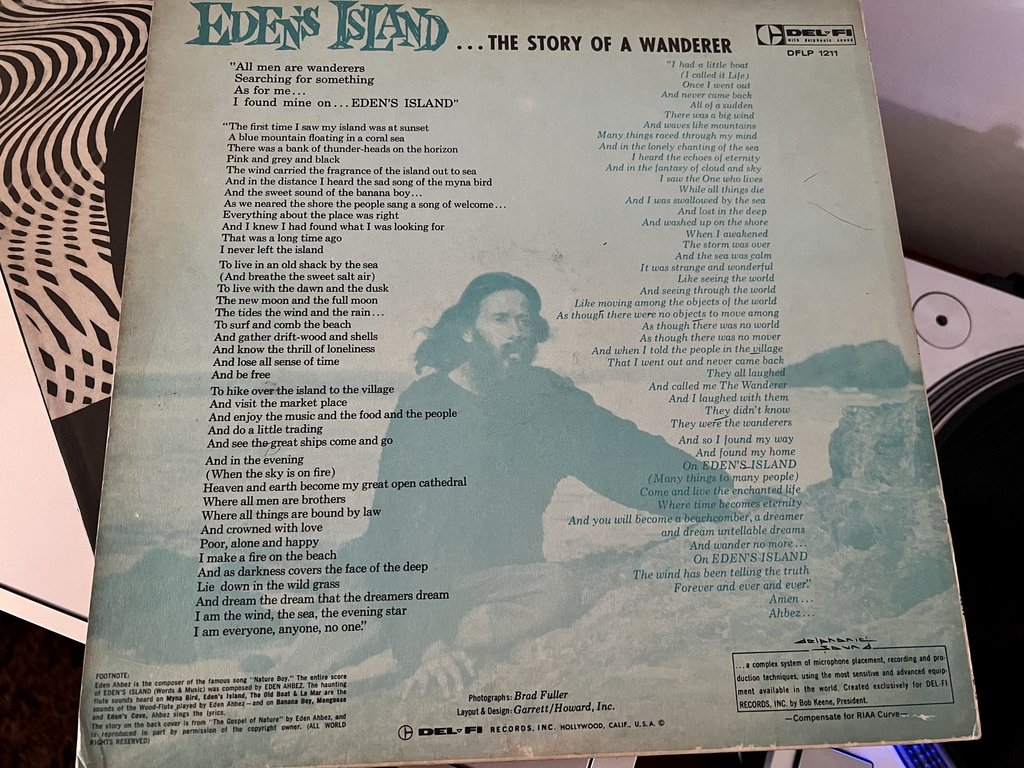 EDEN'S ISLAND ...THE STORY OF A WANDERER
DEL-FI
with delphonic sound
DFLP 1211
"All men are wanderers
Searching for something
As for me...
I found mine on...EDEN'S ISLAND"
"The first time I saw my island was at sunset
A blue mountain floating in a coral sea
There was a bank of thunder-heads on the horizon
Pink and grey and black
The wind carried the fragrance of the island out to sea
And in the distance I heard the sad song of the myna bird
And the sweet sound of the banana boy...
As we neared the shore the people sang a song of welcome...
Everything about the place was right
And I knew I had found what I was looking for
That was a long time ago
I never left the island
To live in an old shack by the sea
(And breathe the sweet salt air)
To live with the dawn and the dusk
The new moon and the full moon
The tides the wind and the rain...
To surf and comb the beach
And gather drift-wood and shells
And know the thrill of loneliness
And lose all sense of time
And be free
To hike over the island to the village
And visit the market place
And enjoy the music and the food and the people
And do a little trading
And see the great ships come and go
And in the evening
(When the sky is on fire)
Heaven and earth become my great open cathedral
Where all men are brothers
Where all things are bound by law
And crowned with love
Poor, alone and happy
I make a fire on the beach
And as darkness covers the face of the deep
Lie down in the wild grass
And dream the dream that the dreamers dream
I am the wind, the sea, the evening star
I am everyone, anyone, no one."
"I had a little boat
(I called it Life)
Once I went out
And never came back
All of a sudden
There was a big wind
And waves like mountains
Many things raced through my mind
And in the lonely chanting of the sea
I heard the echoes of eternity
And in the fantasy of cloud and sky
I saw the One who lives
While all things die
And I was swallowed by the sea
And lost in the deep
And washed up on the shore
When I awakened
The storm was over
And the sea was calm
It was strange and wonderful
Like seeing the world
And seeing through the world
Like moving among the objects of the world
As though there were no objects to move among
As though there was no world
As though there was no mover
And when I told the people in the village
That I went out and never came back
They all laughed
And called me The Wanderer
And I laughed with them
They didn't know
They were the wanderers
And so I found my way
And found my home
On EDEN'S ISLAND
(Many things to many people)
Come and live the enchanted life
Where time becomes eternity
And you will become a beachcomber, a dreamer
and dream untellable dreams
And wander no more...
On EDEN'S ISLAND
The wind has been telling the truth
Forever and ever and ever."
Amen...
Ahbez...
FOOTNOTE:
Eden Ahbez is the composer of the famous song "Nature Boy." The entire score
of EDEN'S ISLAND (Words & Music) was composed by EDEN AHBEZ. The haunting
flute sounds heard on Myna Bird, Eden's Island, The Old Boat & La Mar are the
sounds of the Wood-Flute played by Eden Ahbez—and on Banana Boy, Mongoose
and Eden's Cove, Ahbez sings the lyrics.
The story on the back cover is from "The Gospel of Nature" by Eden Ahbez, and
is reproduced in part by permission of the copyright owner. (ALL WORLD
RIGHTS RESERVED)
Photographs: Brad Fuller
Layout & Design: Garrett/Howard, Inc.
DEL-FI RECORDS, INC. HOLLYWOOD, CALIF., U.S.A. ©
delphonic
sound
...a complex system of microphone placement, recording and pro-
duction techniques, using the most sensitive and advanced equip-
ment available in the world. Created exclusively for DEL-FI
RECORDS, INC. by Bob Keene, President.
—Compensate for RIAA Curve—